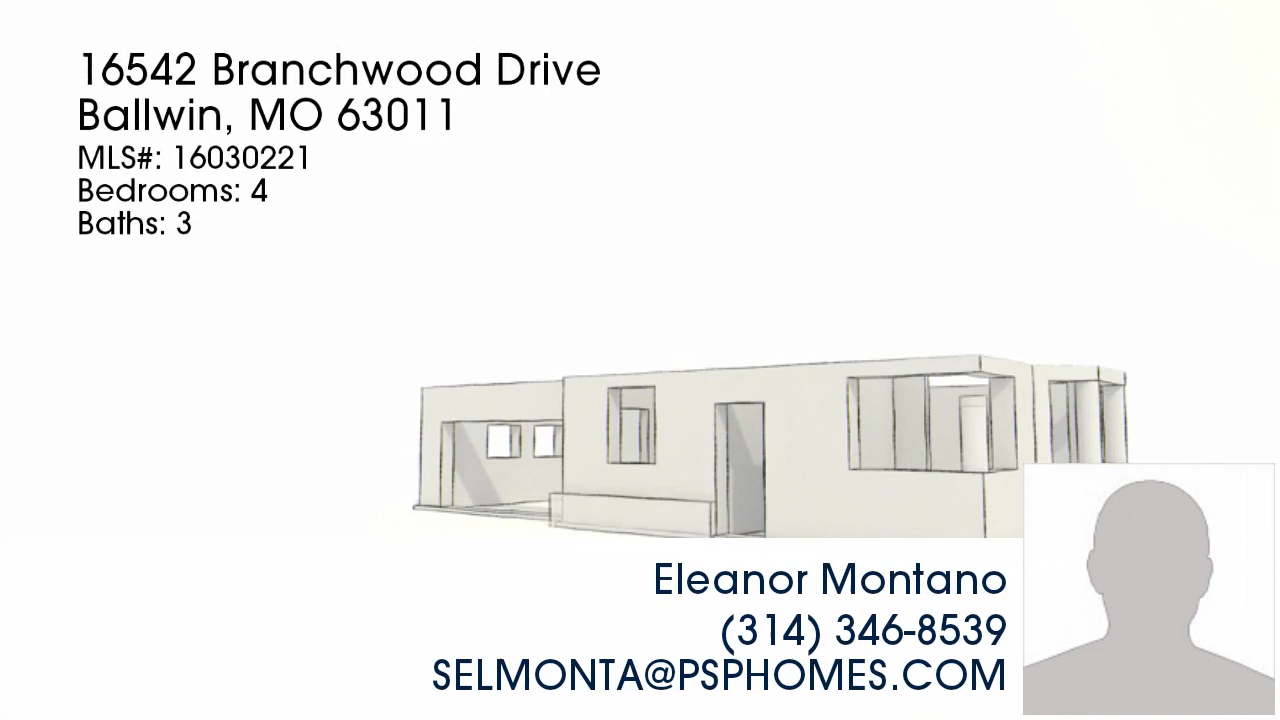 16542 Branchwood Drive
Ballwin, MO 63011
MLS#: 16030221
Bedrooms: 4
Baths: 3
Eleanor Montano
(314) 346-8539
SELMONTA@PSPHOMES.COM